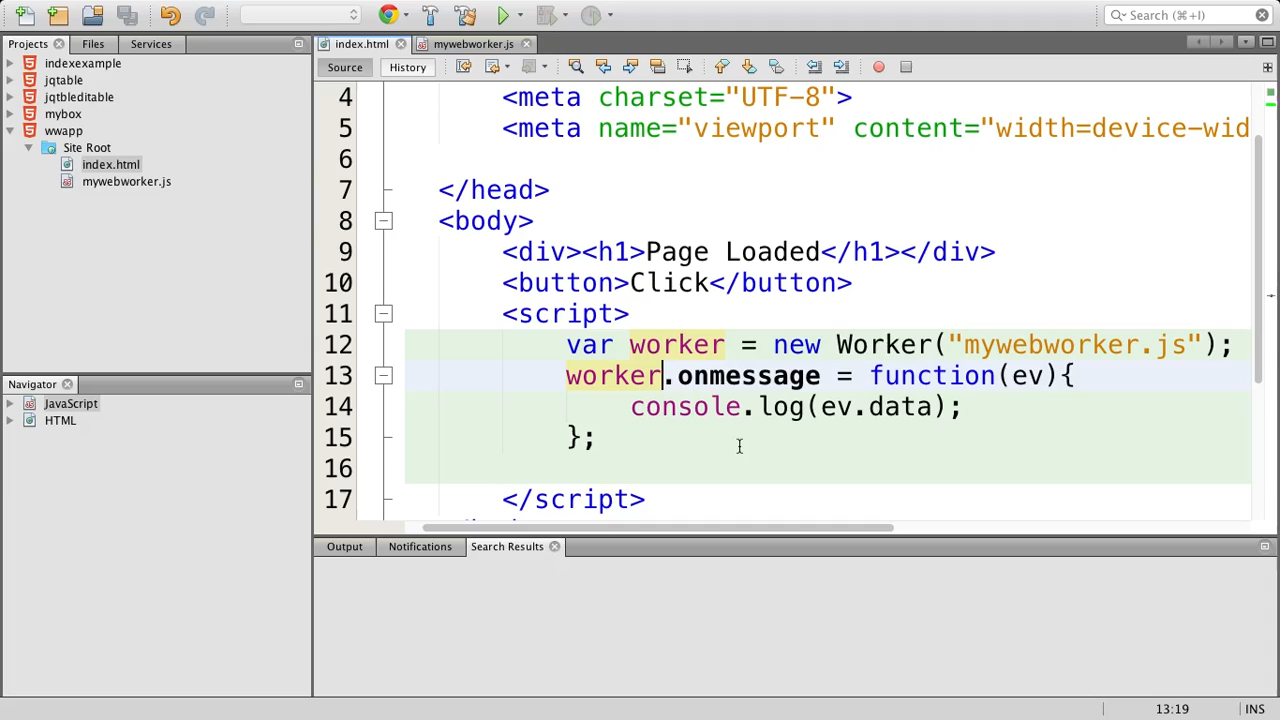 Search (⌘+I)
Projects
Files
Services
index.html
mywebworker.js
indexexample
jqtable
jqtbleditable
mybox
wwapp
Site Root
index.html
mywebworker.js
Source
History
4 <meta charset="UTF-8">
5 <meta name="viewport" content="width=device-wid
6
7 </head>
8 <body>
9 <div><h1>Page Loaded</h1></div>
10 <button>Click</button>
11 <script>
12 var worker = new Worker("mywebworker.js");
13 worker.onmessage = function(ev){
14 console.log(ev.data);
15 };
16
17 </script>
Navigator
JavaScript
HTML
Output
Notifications
Search Results
13:19
INS